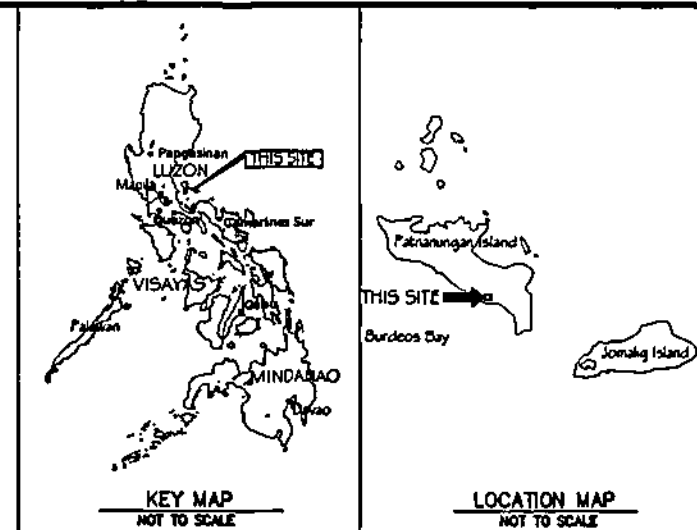 Pangasinan
THIS SITE
LUZON
Manila
Quezon
Camarines Sur
VISAYAS
Cebu
Palawan
MINDANAO
Davao
KEY MAP
NOT TO SCALE
Patnanungan Island
THIS SITE
Burdeos Bay
Jomalig Island
LOCATION MAP
NOT TO SCALE